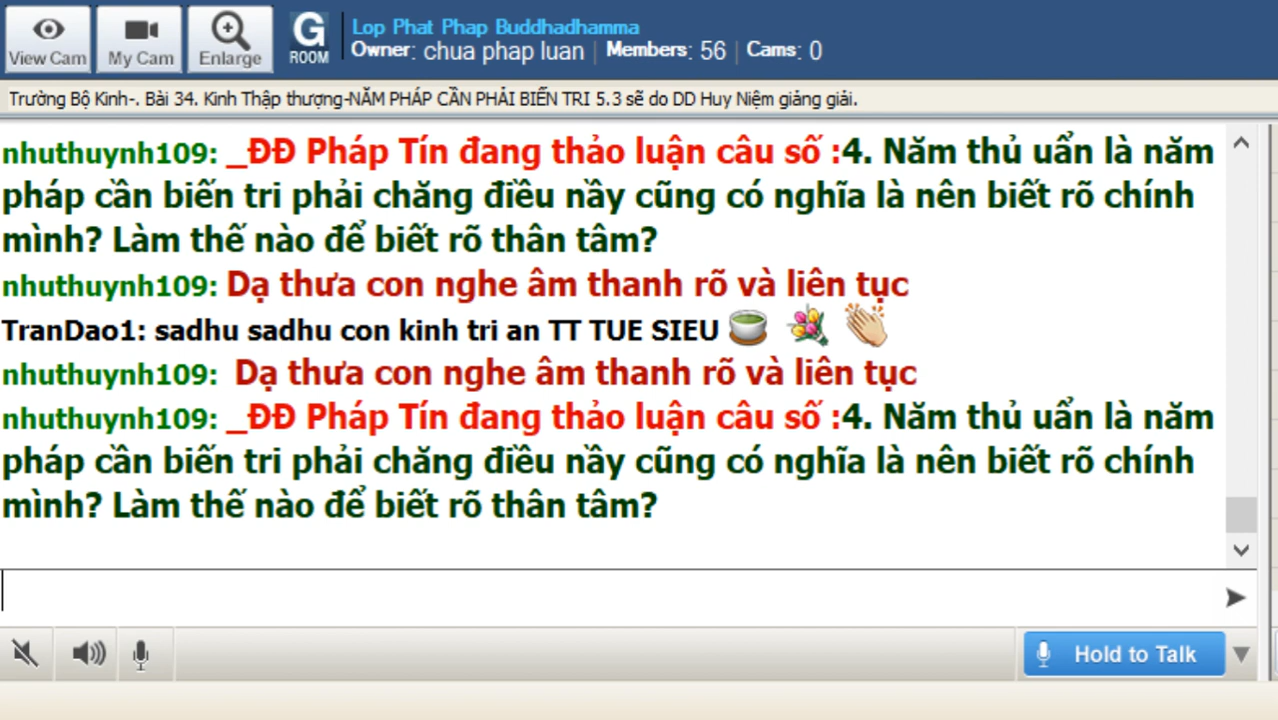 Lop Phat Phap Buddhadhamma
View Cam My Cam Enlarge G ROOM Owner: chua phap luan | Members: 56 | Cams: 0
Trường Bộ Kinh-. Bài 34. Kinh Thập thượng-NĂM PHÁP CẦN PHẢI BIẾN TRI 5.3 sẽ do DD Huy Niệm giảng giải.
nhuthuynh109: _ĐĐ Pháp Tín đang thảo luận câu số :4. Năm thủ uẩn là năm
pháp cần biến tri phải chăng điều nầy cũng có nghĩa là nên biết rõ chính
mình? Làm thế nào để biết rõ thân tâm?
nhuthuynh109: Dạ thưa con nghe âm thanh rõ và liên tục
TranDao1: sadhu sadhu con kinh tri an TT TUE SIEU
nhuthuynh109: Dạ thưa con nghe âm thanh rõ và liên tục
nhuthuynh109: _ĐĐ Pháp Tín đang thảo luận câu số :4. Năm thủ uẩn là năm
pháp cần biến tri phải chăng điều nầy cũng có nghĩa là nên biết rõ chính
mình? Làm thế nào để biết rõ thân tâm?
Hold to Talk